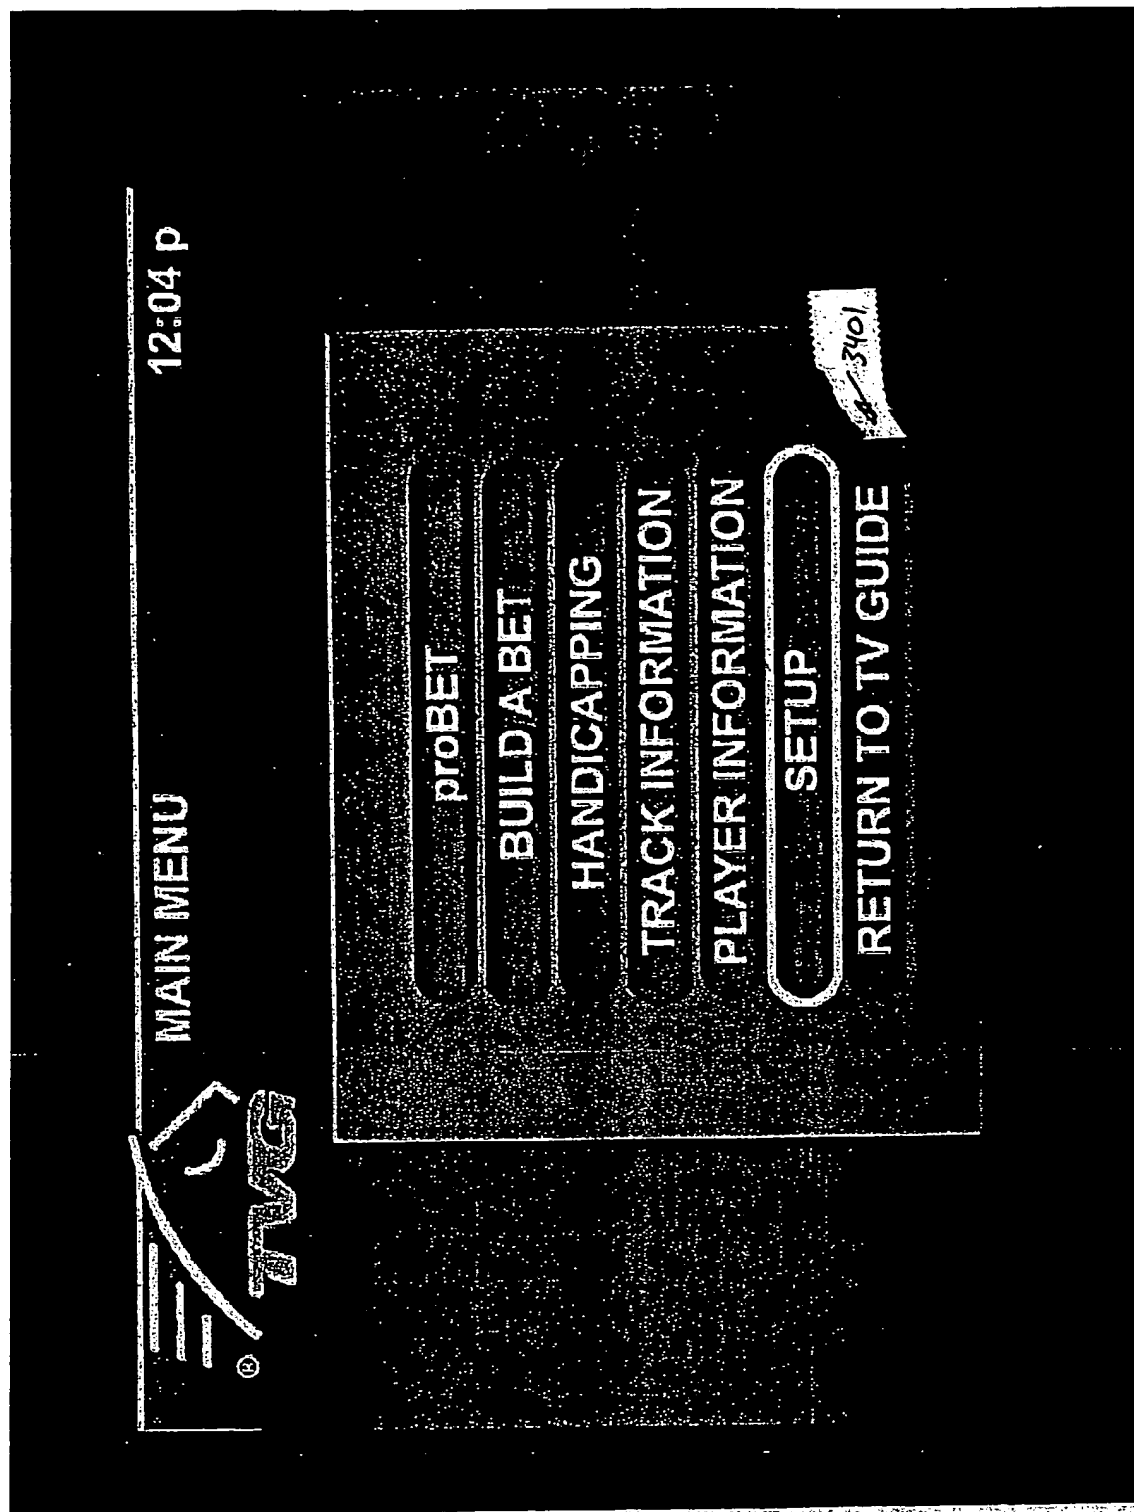 MAIN MENU 12:04 p
TVG
®
proBET
BUILD A BET
HANDICAPPING
TRACK INFORMATION
PLAYER INFORMATION
SETUP
RETURN TO TV GUIDE
3401